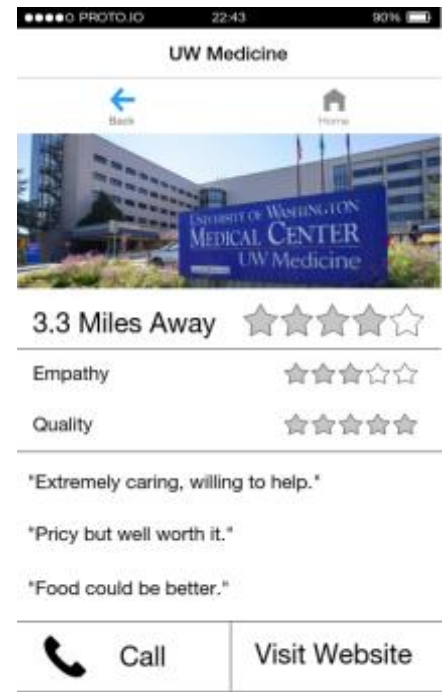 PROTO.IO 22:43 90%
UW Medicine
Back Home
UNIVERSITY OF WASHINGTON
MEDICAL CENTER
UW Medicine
3.3 Miles Away
Empathy
Quality
"Extremely caring, willing to help."
"Pricy but well worth it."
"Food could be better."
Call Visit Website